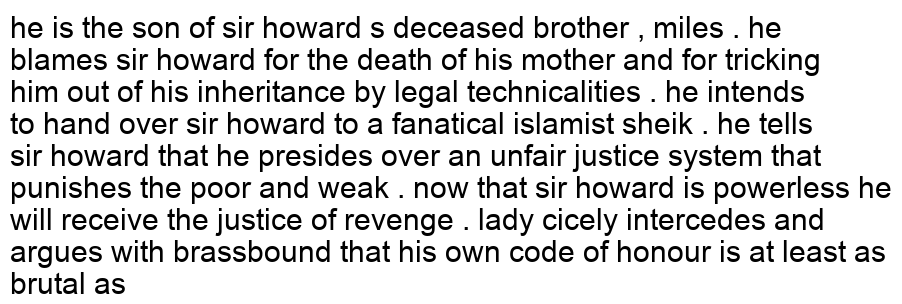 he is the son of sir howard s deceased brother , miles . he
blames sir howard for the death of his mother and for tricking
him out of his inheritance by legal technicalities . he intends
to hand over sir howard to a fanatical islamist sheik . he tells
sir howard that he presides over an unfair justice system that
punishes the poor and weak . now that sir howard is powerless he
will receive the justice of revenge . lady cicely intercedes and
argues with brassbound that his own code of honour is at least as
brutal as